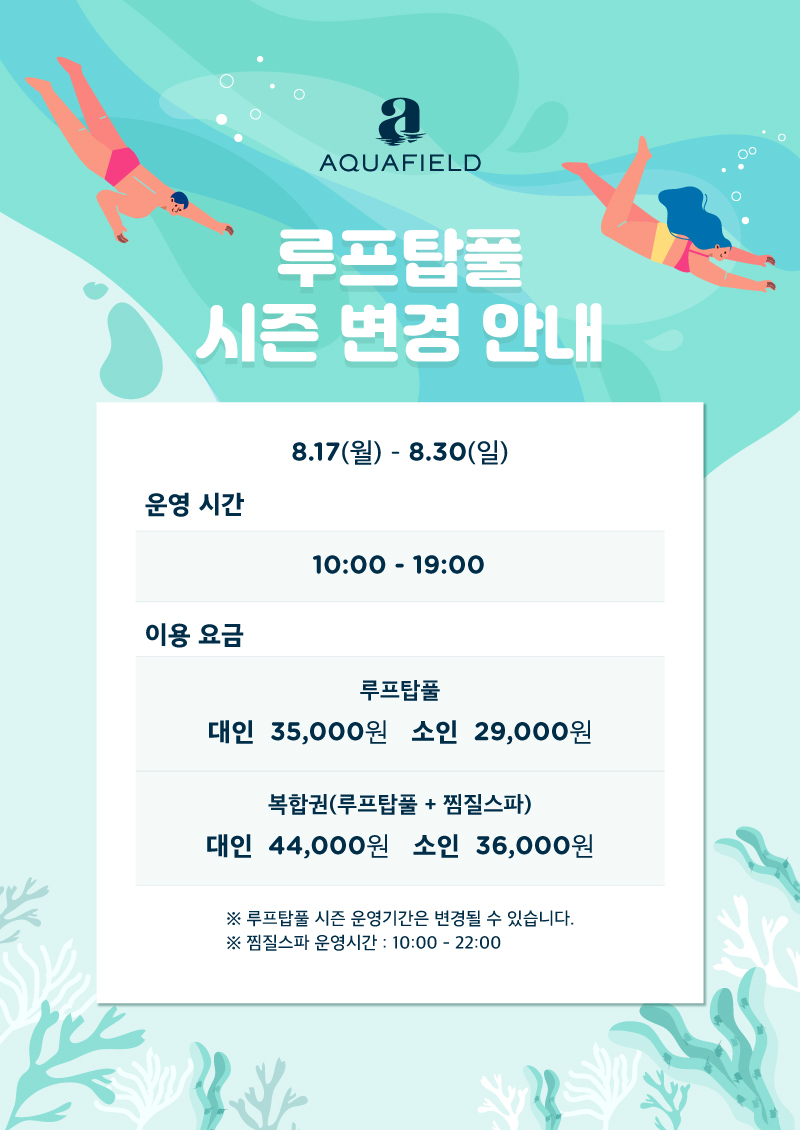 a
AQUAFIELD
루프탑풀
시즌 변경 안내
8.17(월) - 8.30(일)
운영 시간
10:00 - 19:00
이용 요금
루프탑풀
대인 35,000원 소인 29,000원
복합권(루프탑풀 + 찜질스파)
대인 44,000원 소인 36,000원
※ 루프탑풀 시즌 운영기간은 변경될 수 있습니다.
※ 찜질스파 운영시간 : 10:00 - 22:00